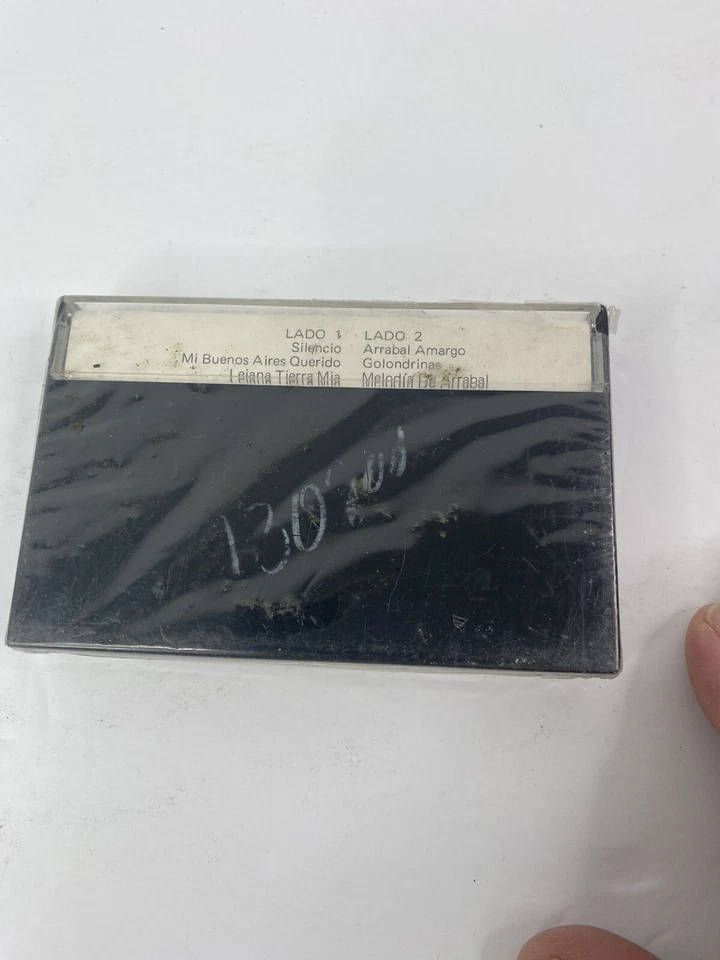 LADO 1
Silencio
Mi Buenos Aires Querido
Lejana Tierra Mia
LADO 2
Arrabal Amargo
Golondrinas
Melodía De Arrabal
130